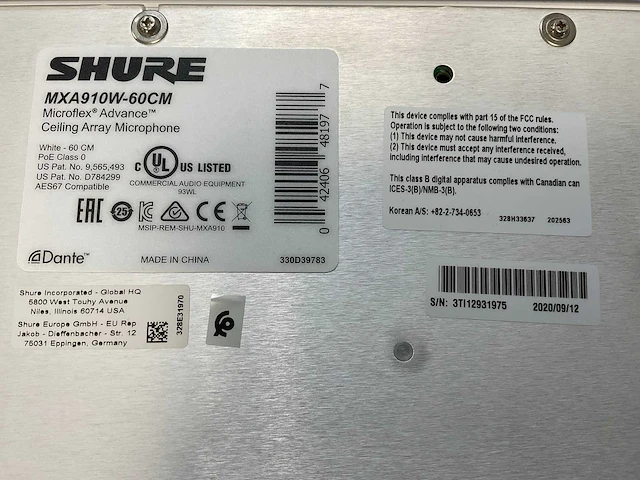 SHURE
MXA910W-60CM
Microflex® Advance™
Ceiling Array Microphone
White - 60 CM
PoE Class 0
US Pat. No. 9,565,493
US Pat. No. D784299
AES67 Compatible
C UL US LISTED
COMMERCIAL AUDIO EQUIPMENT
93WL
EAC 25 CE
MSIP-REM-SHU-MXA910
Dante™
MADE IN CHINA
330D39783
0 42406 48197 7
This device complies with part 15 of the FCC rules.
Operation is subject to the following two conditions:
(1) This device may not cause harmful interference.
(2) This device must accept any interference received,
including interference that may cause undesired operation.
This class B digital apparatus complies with Canadian can
ICES-3(B)/NMB-3(B).
Korean A/S: +82-2-734-0653
328H33637 202563
S/N: 3TI12931975 2020/09/12
Shure Incorporated - Global HQ
5800 West Touhy Avenue
Niles, Illinois 60714 USA
Shure Europe GmbH - EU Rep
Jakob - Dieffenbacher - Str. 12
75031 Eppingen, Germany
328E31970